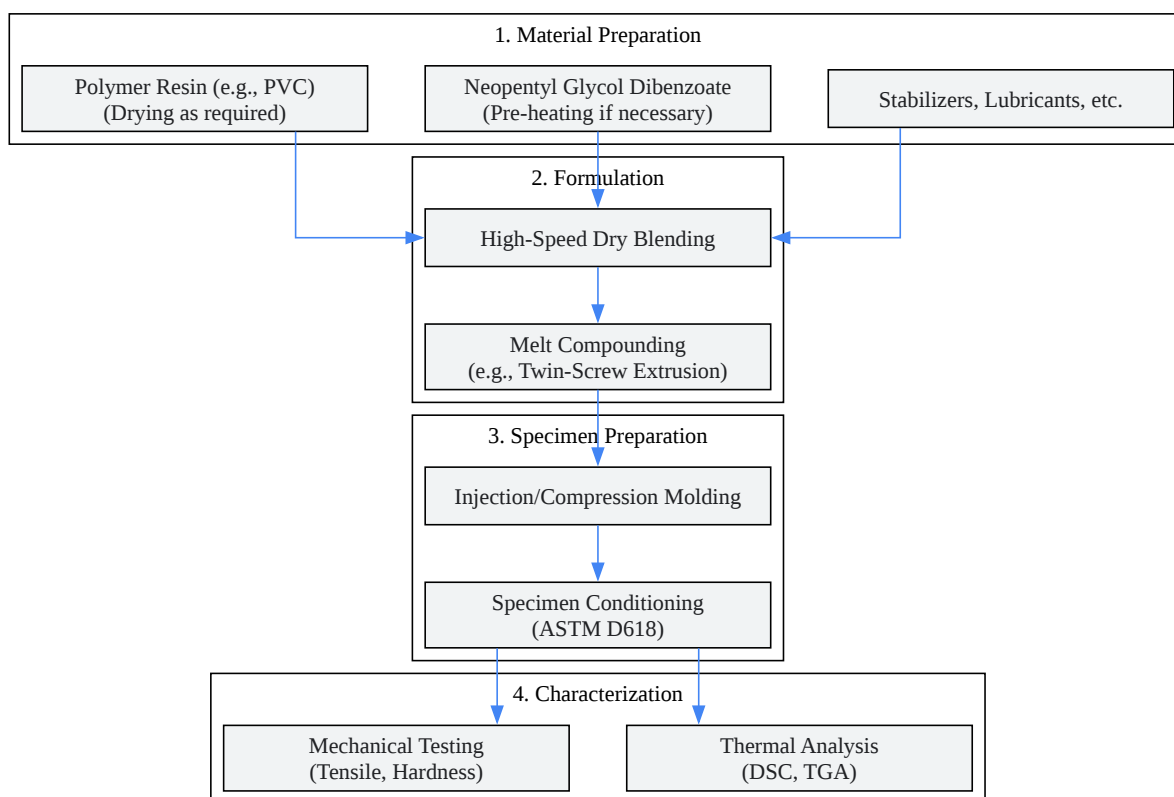 1. Material Preparation
Polymer Resin (e.g., PVC)
(Drying as required)
Neopentyl Glycol Dibenzoate
(Pre-heating if necessary)
Stabilizers, Lubricants, etc.
2. Formulation
High-Speed Dry Blending
Melt Compounding
(e.g., Twin-Screw Extrusion)
3. Specimen Preparation
Injection/Compression Molding
Specimen Conditioning
(ASTM D618)
4. Characterization
Mechanical Testing
(Tensile, Hardness)
Thermal Analysis
(DSC, TGA)